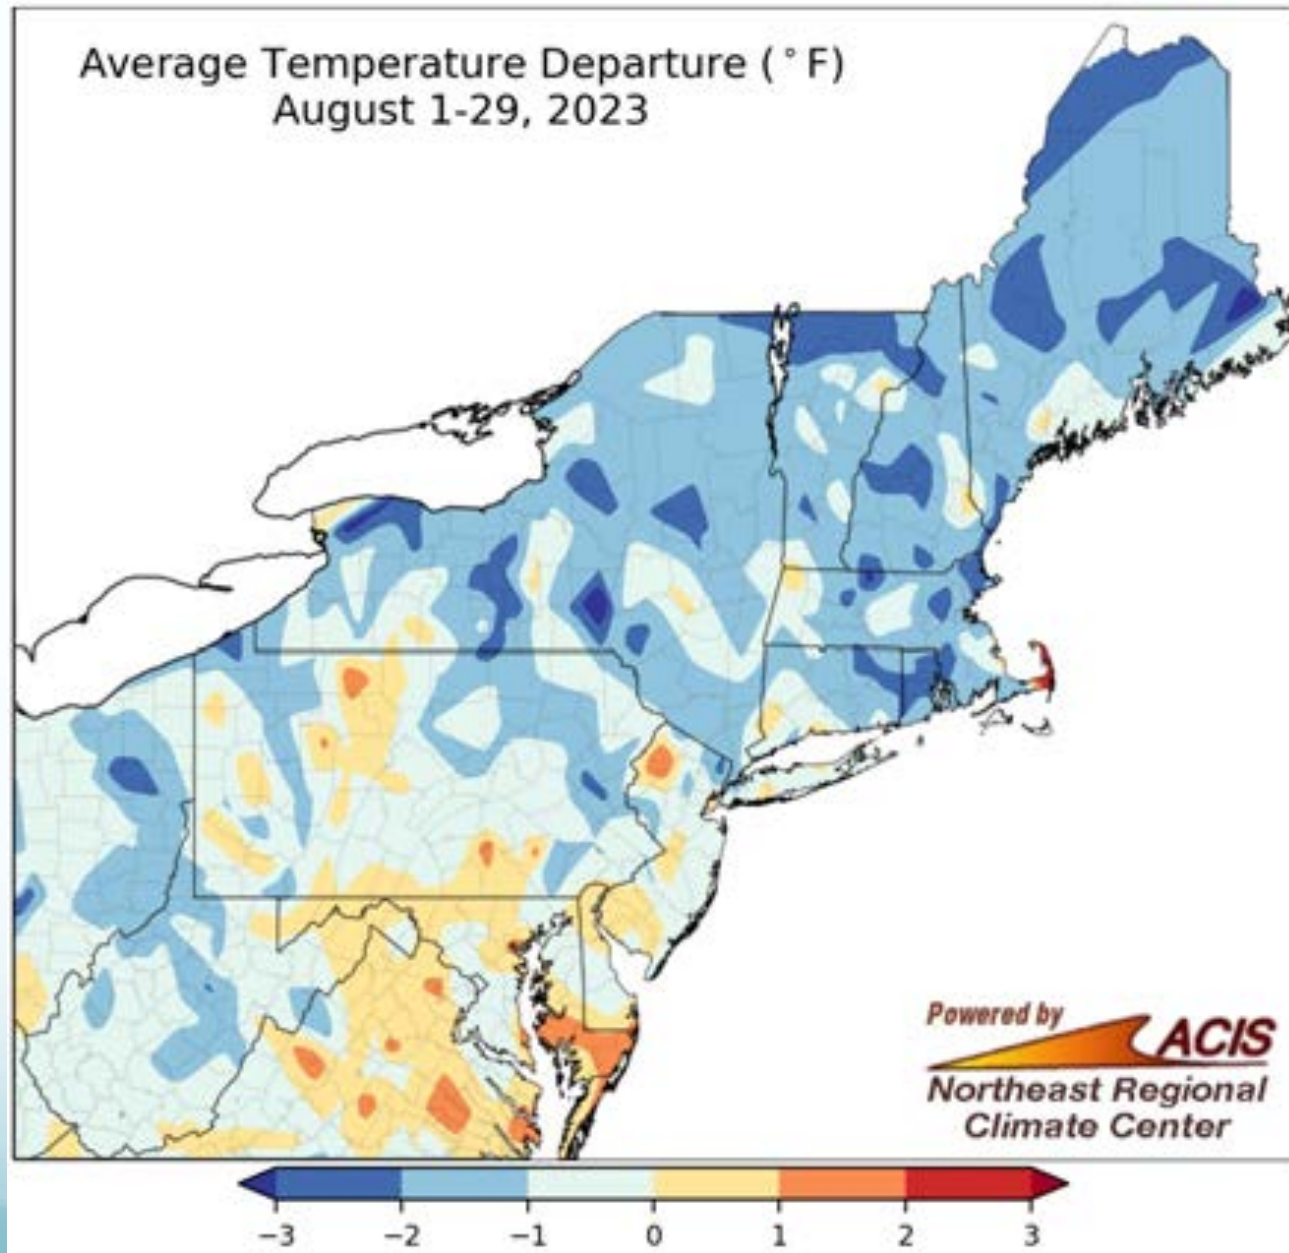 Average Temperature Departure (°F)
August 1-29, 2023
Powered by
ACIS
Northeast Regional
Climate Center
−3 −2 −1 0 1 2 3